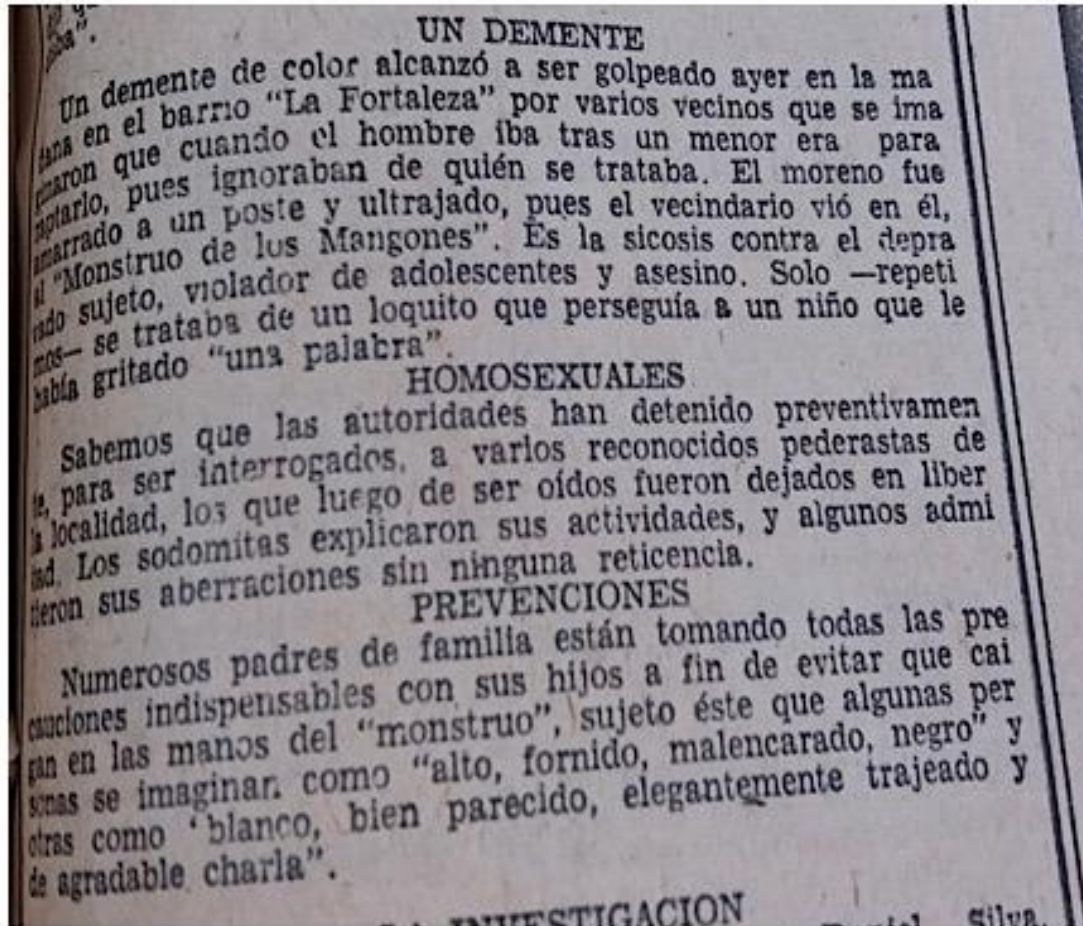 UN DEMENTE
Un demente de color alcanzó a ser golpeado ayer en la ma
ñana en el barrio "La Fortaleza" por varios vecinos que se ima
ginaron que cuando el hombre iba tras un menor era para
raptarlo, pues ignoraban de quién se trataba. El moreno fue
amarrado a un poste y ultrajado, pues el vecindario vió en él,
al "Monstruo de los Mangones". Es la sicosis contra el depra
vado sujeto, violador de adolescentes y asesino. Solo —repeti
mos— se trataba de un loquito que perseguía a un niño que le
había gritado "una palabra".
HOMOSEXUALES
Sabemos que las autoridades han detenido preventivamen
te, para ser interrogados, a varios reconocidos pederastas de
la localidad, los que luego de ser oídos fueron dejados en liber
tad. Los sodomitas explicaron sus actividades, y algunos admi
tieron sus aberraciones sin ninguna reticencia.
PREVENCIONES
Numerosos padres de familia están tomando todas las pre
cauciones indispensables con sus hijos a fin de evitar que cai
gan en las manos del "monstruo", sujeto éste que algunas per
sonas se imaginan como "alto, fornido, malencarado, negro" y
otras como "blanco, bien parecido, elegantemente trajeado y
de agradable charla".
INVESTIGACION
Silva,